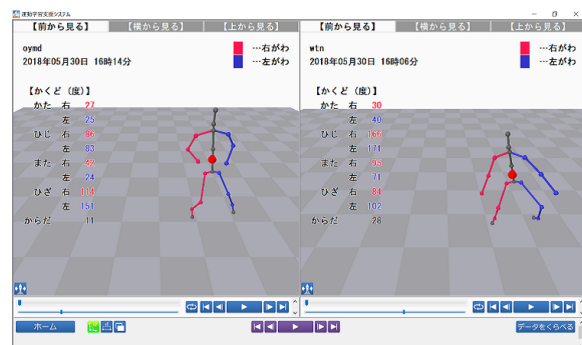 運動学習支援システム
【前から見る】 【横から見る】 【上から見る】
oymd
2018年05月30日 16時14分
…右がわ
…左がわ
【かくど（度）】
かた 右 27
左 25
ひじ 右 86
左 83
また 右 42
左 24
ひざ 右 114
左 151
からだ 11
【前から見る】 【横から見る】 【上から見る】
wtn
2018年05月30日 16時06分
…右がわ
…左がわ
【かくど（度）】
かた 右 30
左 40
ひじ 右 166
左 171
また 右 93
左 71
ひざ 右 84
左 102
からだ 28
ホーム
データをくらべる